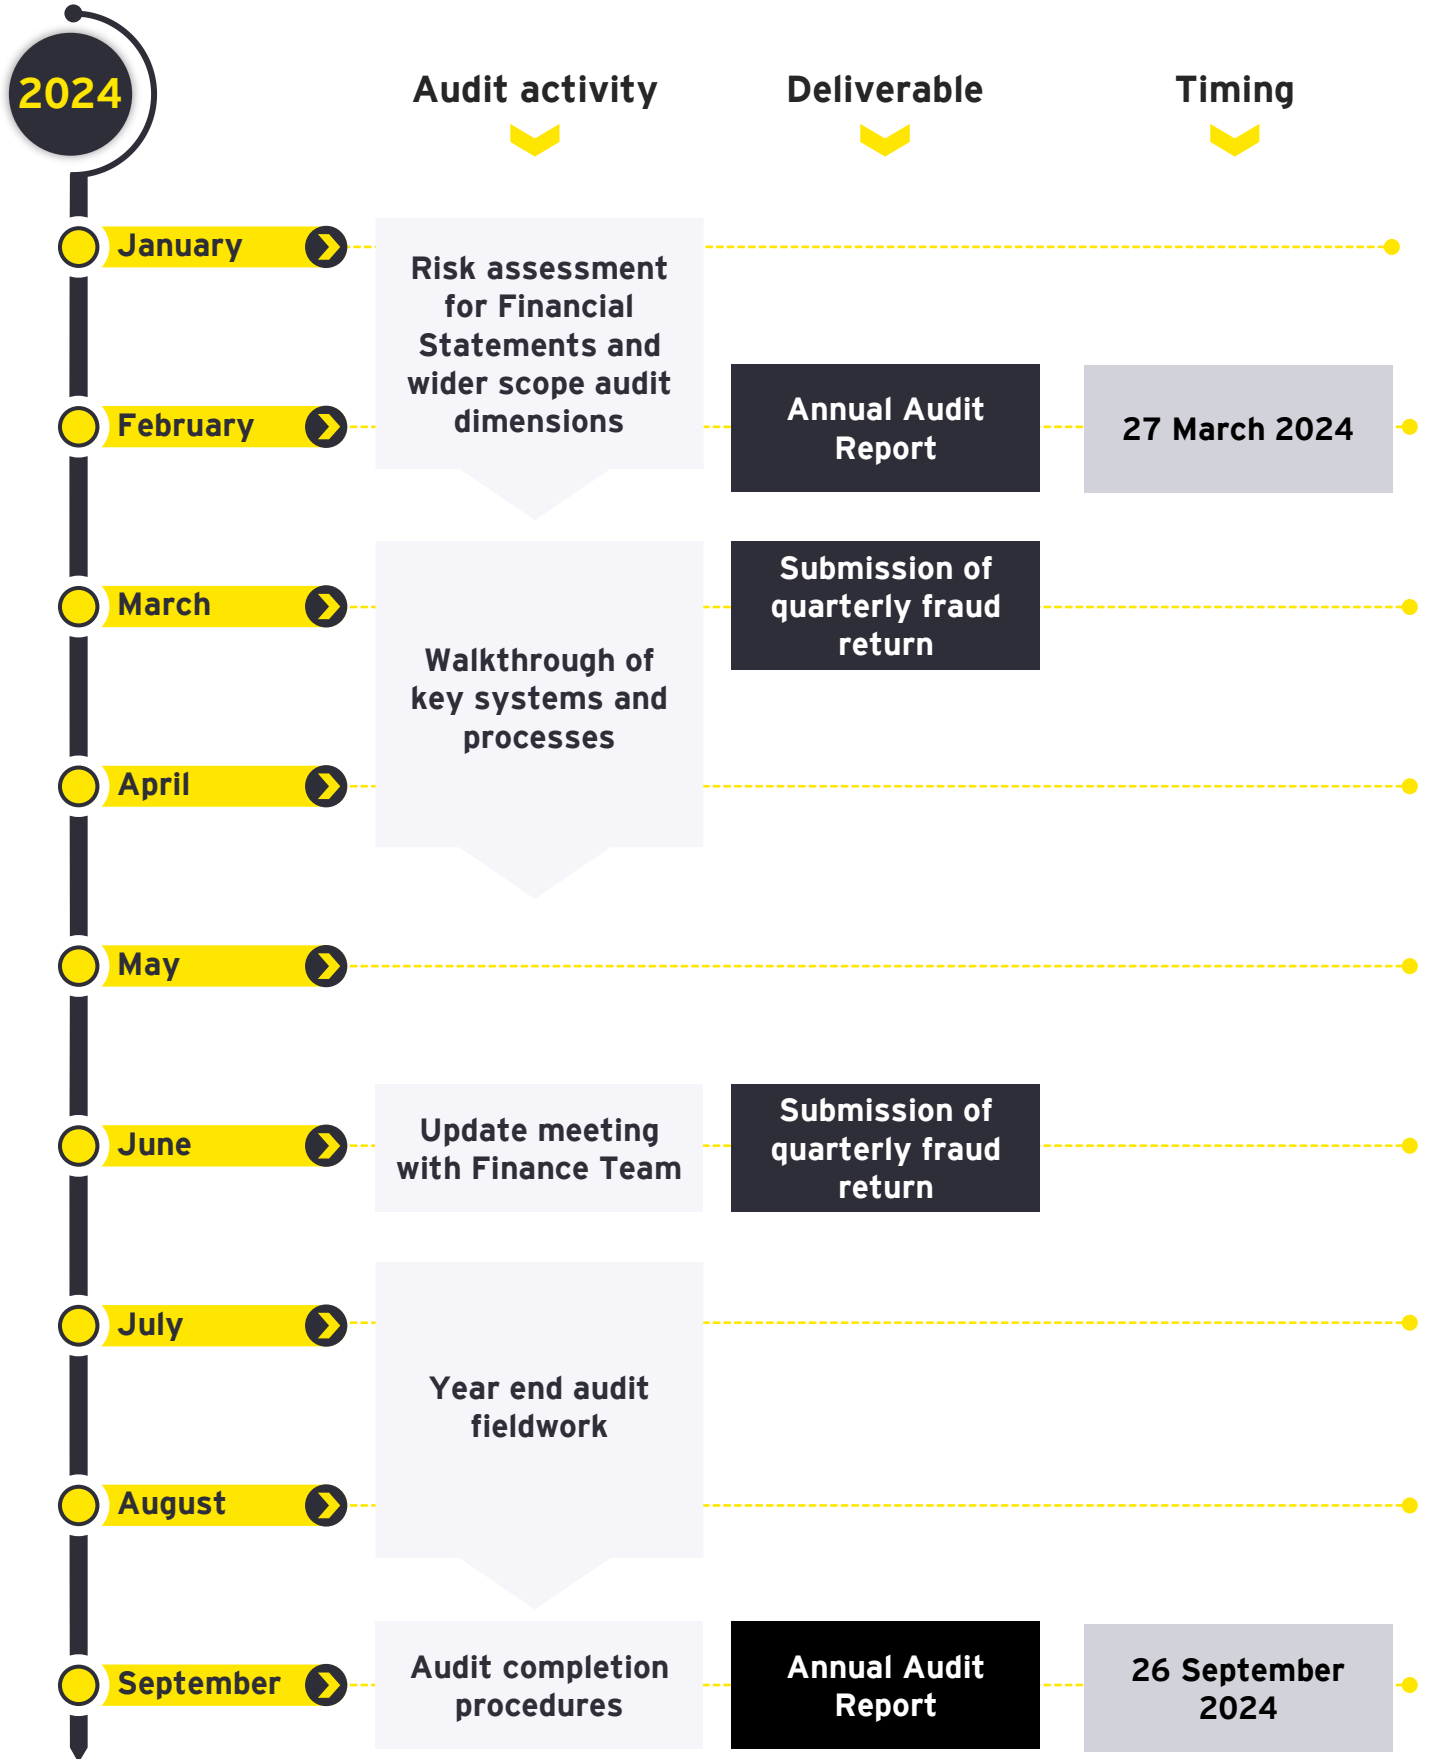 2024
Audit activity
Deliverable
Timing
January
Risk assessment
for Financial
Statements and
wider scope audit
dimensions
February
Annual Audit
Report
27 March 2024
March
Submission of
quarterly fraud
return
Walkthrough of
key systems and
processes
April
May
June
Update meeting
with Finance Team
Submission of
quarterly fraud
return
July
Year end audit
fieldwork
August
September
Audit completion
procedures
Annual Audit
Report
26 September
2024